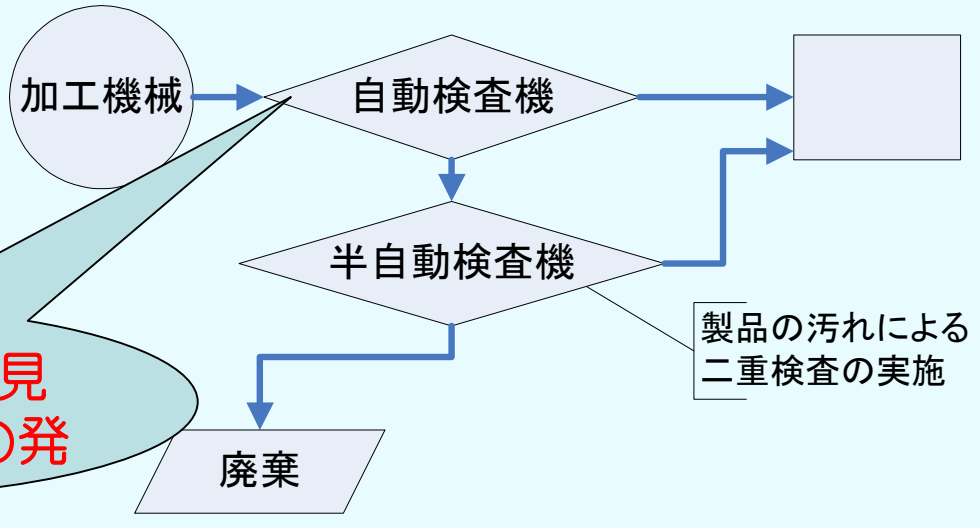 加工機械
自動検査機
半自動検査機
製品の汚れによる
二重検査の実施
見
の発
廃棄